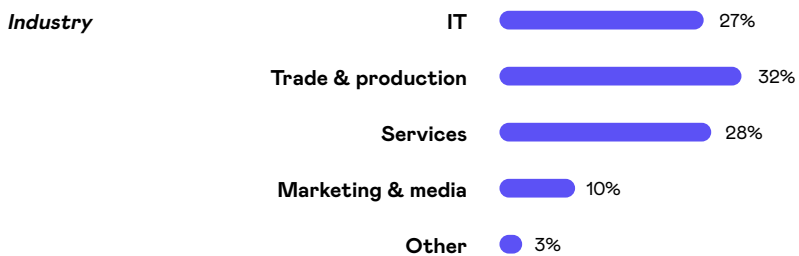 Industry
IT 27%
Trade & production 32%
Services 28%
Marketing & media 10%
Other 3%